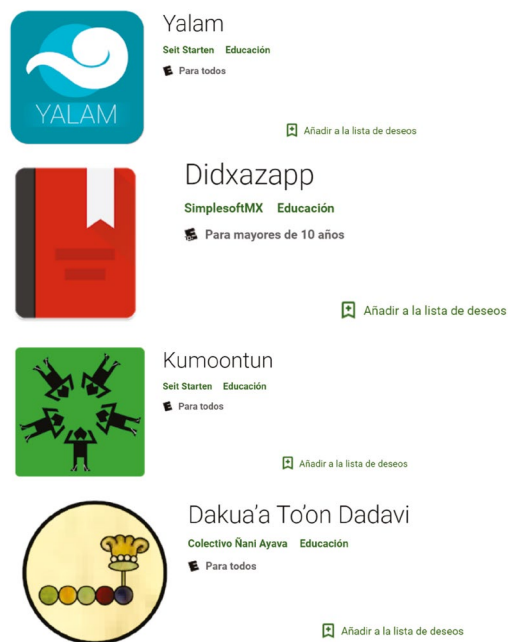 Yalam
Seit Starten Educación
E Para todos
YALAM
Añadir a la lista de deseos
Didxazapp
SimplesoftMX Educación
E Para mayores de 10 años
Añadir a la lista de deseos
Kumoontun
Seit Starten Educación
E Para todos
Añadir a la lista de deseos
Dakua'a To'on Dadavi
Colectivo Ñani Ayava Educación
E Para todos
Añadir a la lista de deseos